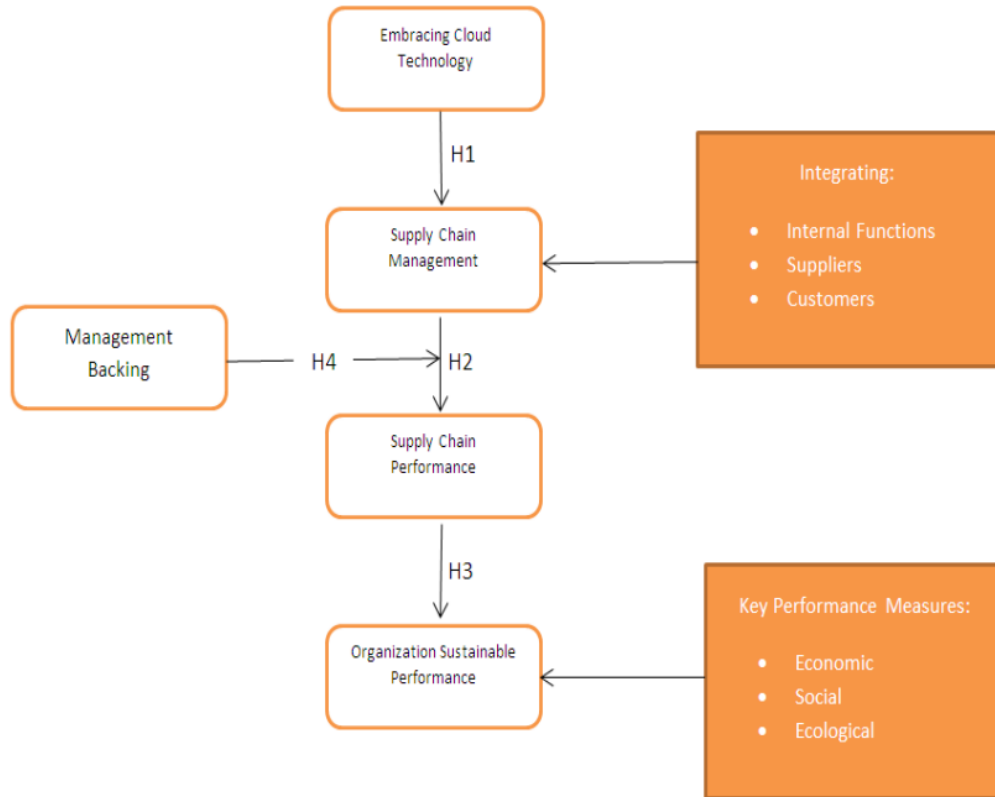 Embracing Cloud
Technology
H1
Integrating:
• Internal Functions
• Suppliers
• Customers
Supply Chain
Management
Management
Backing
H4
H2
Supply Chain
Performance
H3
Key Performance Measures:
• Economic
• Social
• Ecological
Organization Sustainable
Performance